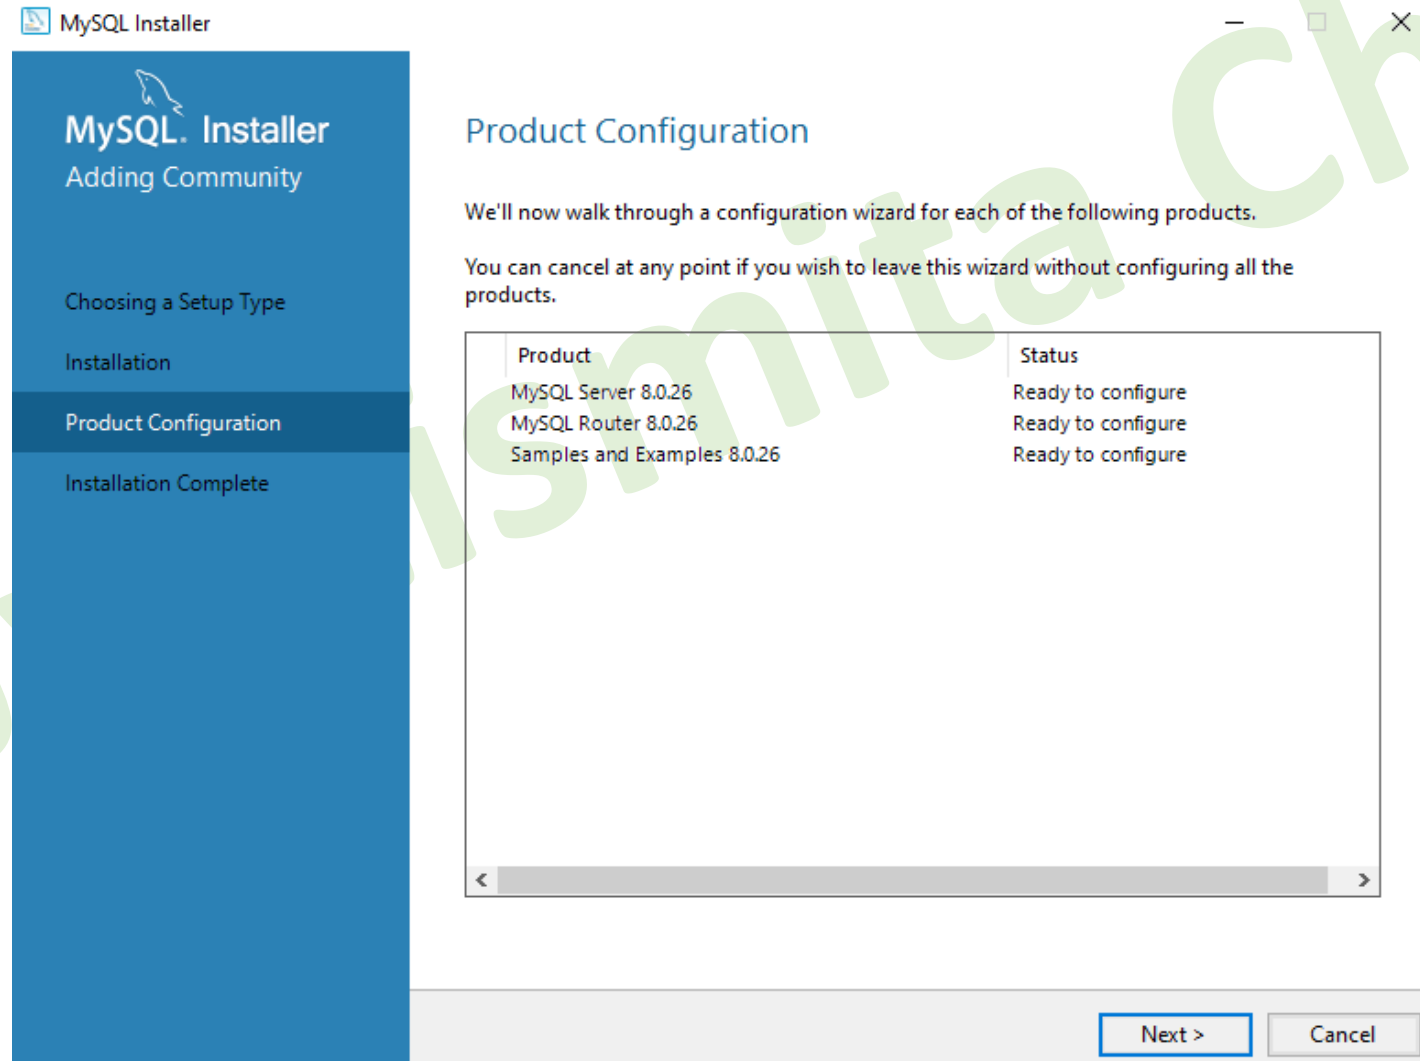 MySQL Installer
MySQL. Installer
Adding Community
Choosing a Setup Type
Installation
Product Configuration
Installation Complete
Product Configuration
We'll now walk through a configuration wizard for each of the following products.
You can cancel at any point if you wish to leave this wizard without configuring all the
products.
Product Status
MySQL Server 8.0.26 Ready to configure
MySQL Router 8.0.26 Ready to configure
Samples and Examples 8.0.26 Ready to configure
Next >
Cancel